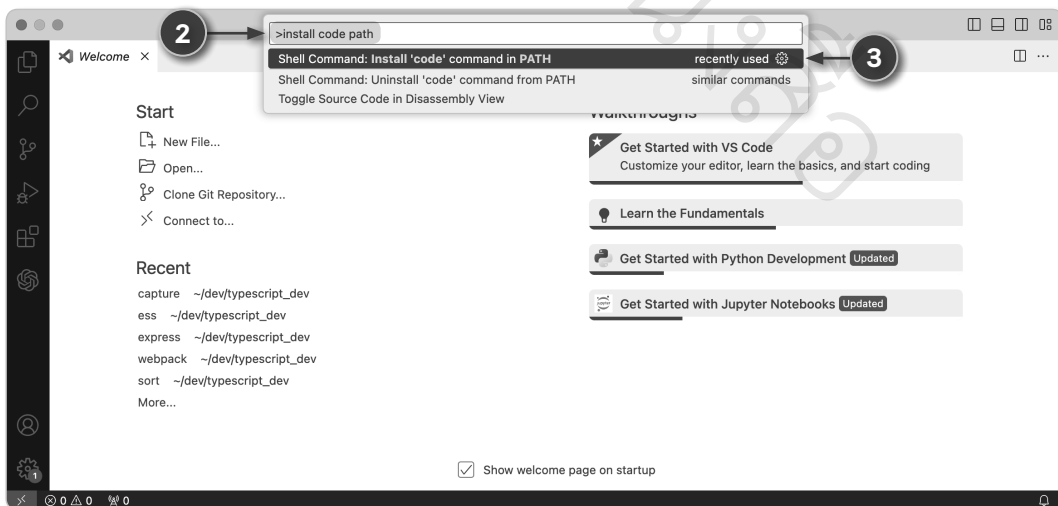 2
>install code path
Shell Command: Install 'code' command in PATH
recently used
3
Shell Command: Uninstall 'code' command from PATH
similar commands
Toggle Source Code in Disassembly View
Welcome
Start
New File...
Open...
Clone Git Repository...
Connect to...
Recent
capture ~/dev/typescript_dev
ess ~/dev/typescript_dev
express ~/dev/typescript_dev
webpack ~/dev/typescript_dev
sort ~/dev/typescript_dev
More...
Walkthroughs
Get Started with VS Code
Customize your editor, learn the basics, and start coding
Learn the Fundamentals
Get Started with Python Development Updated
Get Started with Jupyter Notebooks Updated
Show welcome page on startup
1
0 0 0